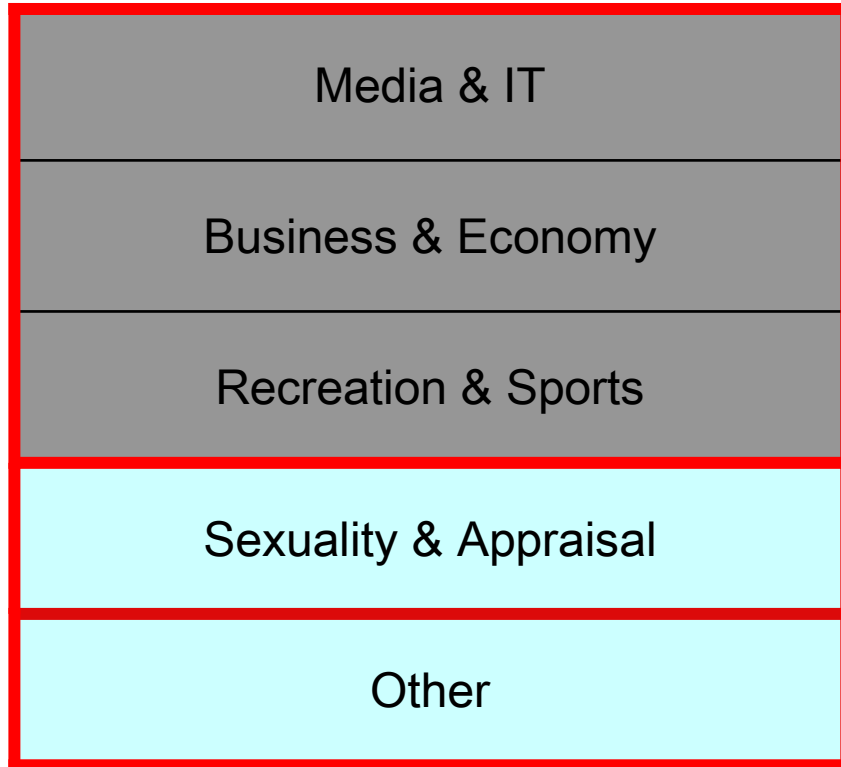 Media & IT
Business & Economy
Recreation & Sports
Sexuality & Appraisal
Other